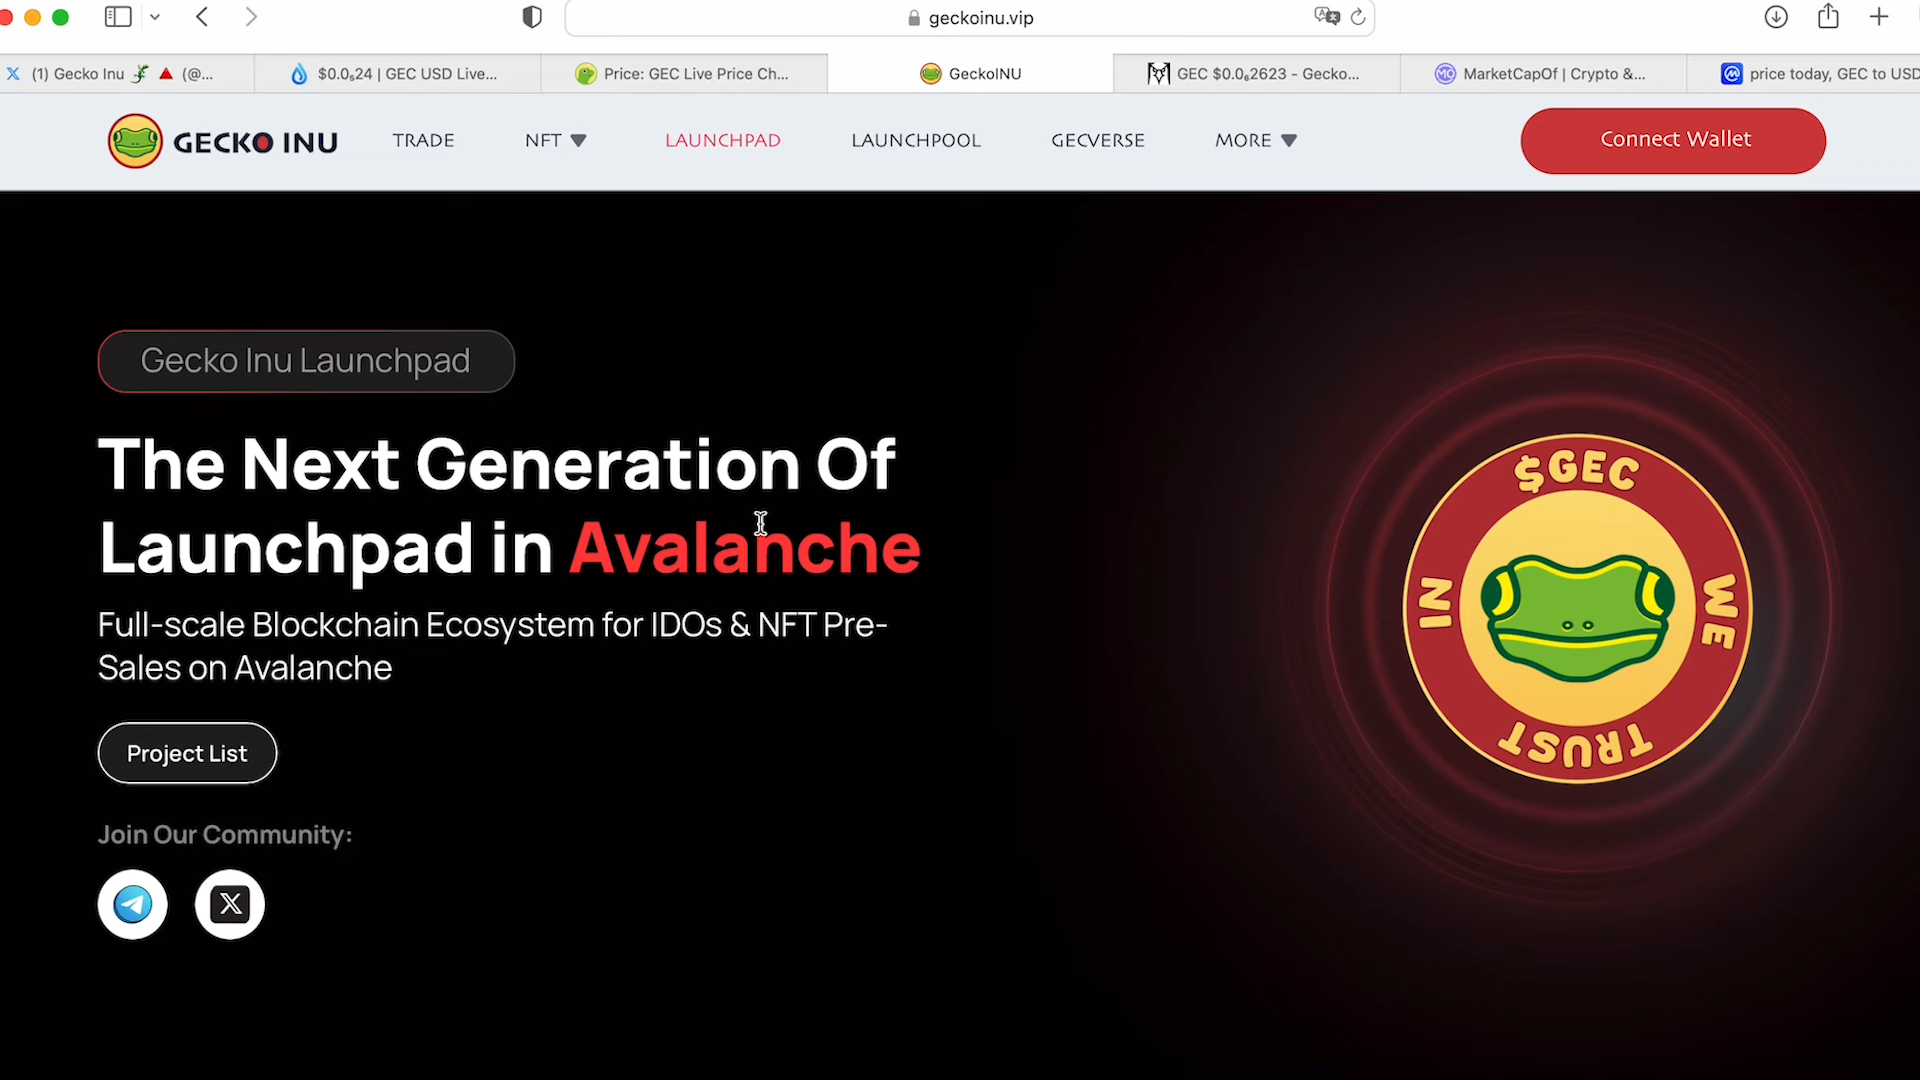 geckoinu.vip
(1) Gecko Inu 🦎 🔺 (@...
$0.0₆24 | GEC USD Live...
Price: GEC Live Price Ch...
GeckoINU
GEC $0.0₆2623 - Gecko...
MarketCapOf | Crypto &...
price today, GEC to USD
GECKO INU
TRADE
NFT
LAUNCHPAD
LAUNCHPOOL
GECVERSE
MORE
Connect Wallet
Gecko Inu Launchpad
The Next Generation Of
Launchpad in Avalanche
Full-scale Blockchain Ecosystem for IDOs & NFT Pre-
Sales on Avalanche
Project List
Join Our Community:
$GEC
IN
WE
TRUST